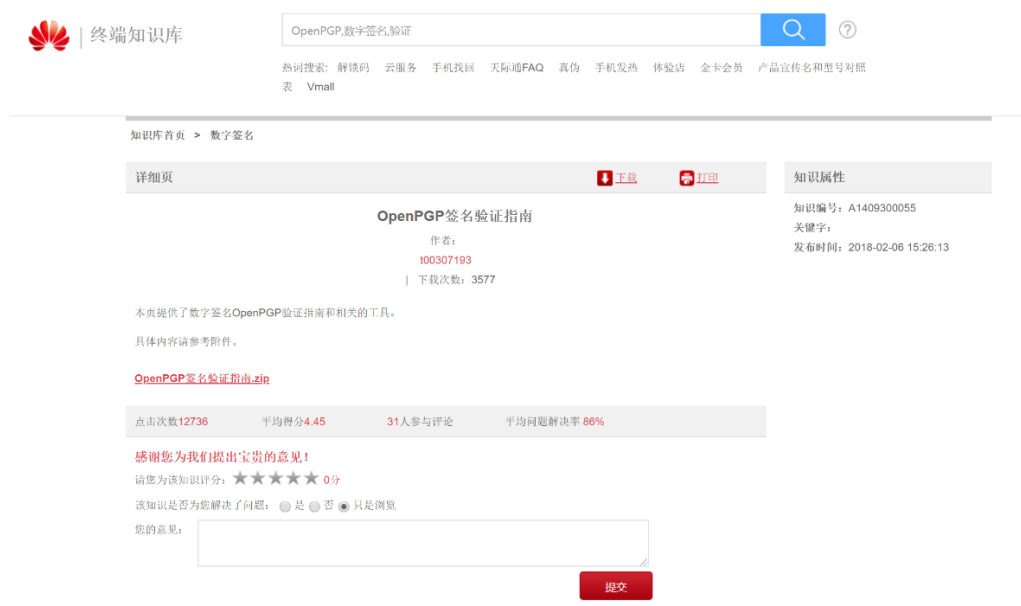 终端知识库
OpenPGP,数字签名,验证
热词搜索: 解锁码 云服务 手机找回 天际通FAQ 真伪 手机发热 体验店 金卡会员 产品宣传名和型号对照
表 Vmall
知识库首页 > 数字签名
详细页 下载 打印
OpenPGP签名验证指南
作者:
t00307193
| 下载次数: 3577
本页提供了数字签名OpenPGP验证指南和相关的工具。
具体内容请参考附件。
OpenPGP签名验证指南.zip
点击次数12736 平均得分4.45 31人参与评论 平均问题解决率 86%
感谢您为我们提出宝贵的意见!
请您为该知识评分: 0分
该知识是否为您解决了问题: 是 否 只是浏览
您的意见:
提交
知识属性
知识编号: A1409300055
关键字:
发布时间: 2018-02-06 15:26:13